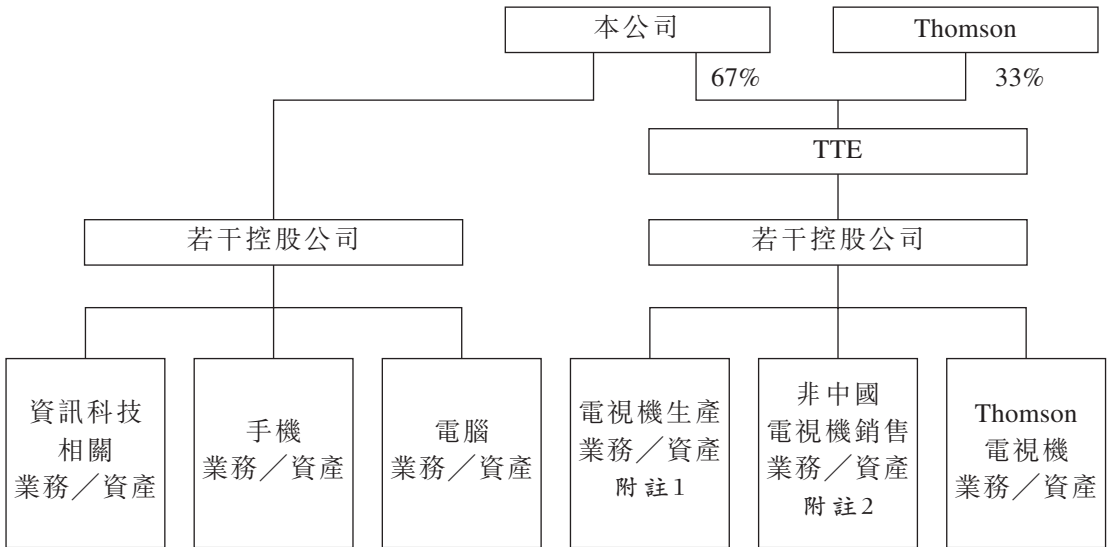 本公司
Thomson
67%
33%
TTE
若干控股公司
若干控股公司
資訊科技
相關
業務／資產
手機
業務／資產
電腦
業務／資產
電視機生產
業務／資產
附註1
非中國
電視機銷售
業務／資產
附註2
Thomson
電視機
業務／資產